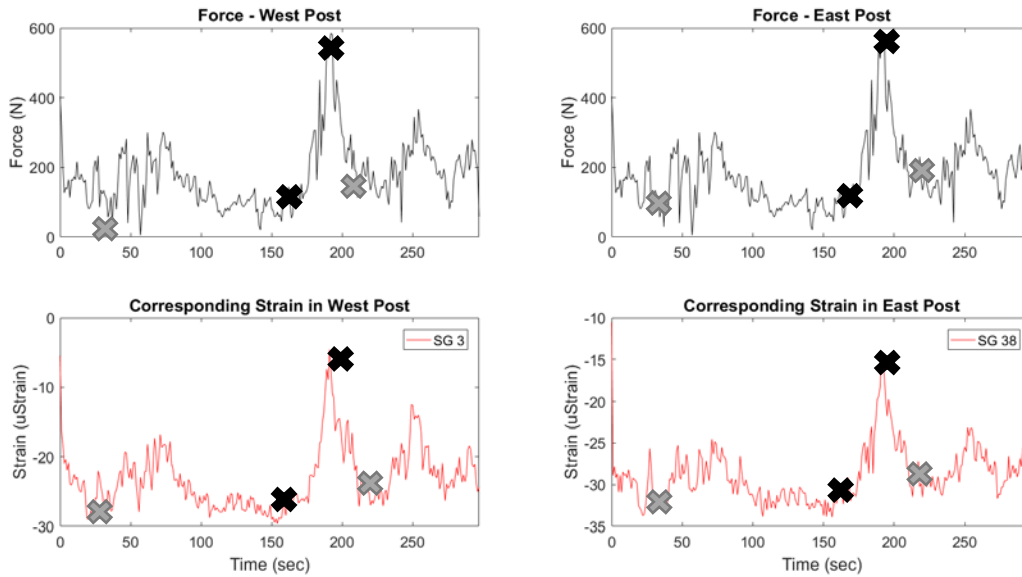 Force - West Post
Force (N)
600
400
200
0
0 50 100 150 200 250
Force - East Post
Force (N)
600
400
200
0
0 50 100 150 200 250
Corresponding Strain in West Post
Strain (uStrain)
0
-10
-20
-30
SG 3
0 50 100 150 200 250
Time (sec)
Corresponding Strain in East Post
Strain (uStrain)
-10
-15
-20
-25
-30
-35
SG 38
0 50 100 150 200 250
Time (sec)